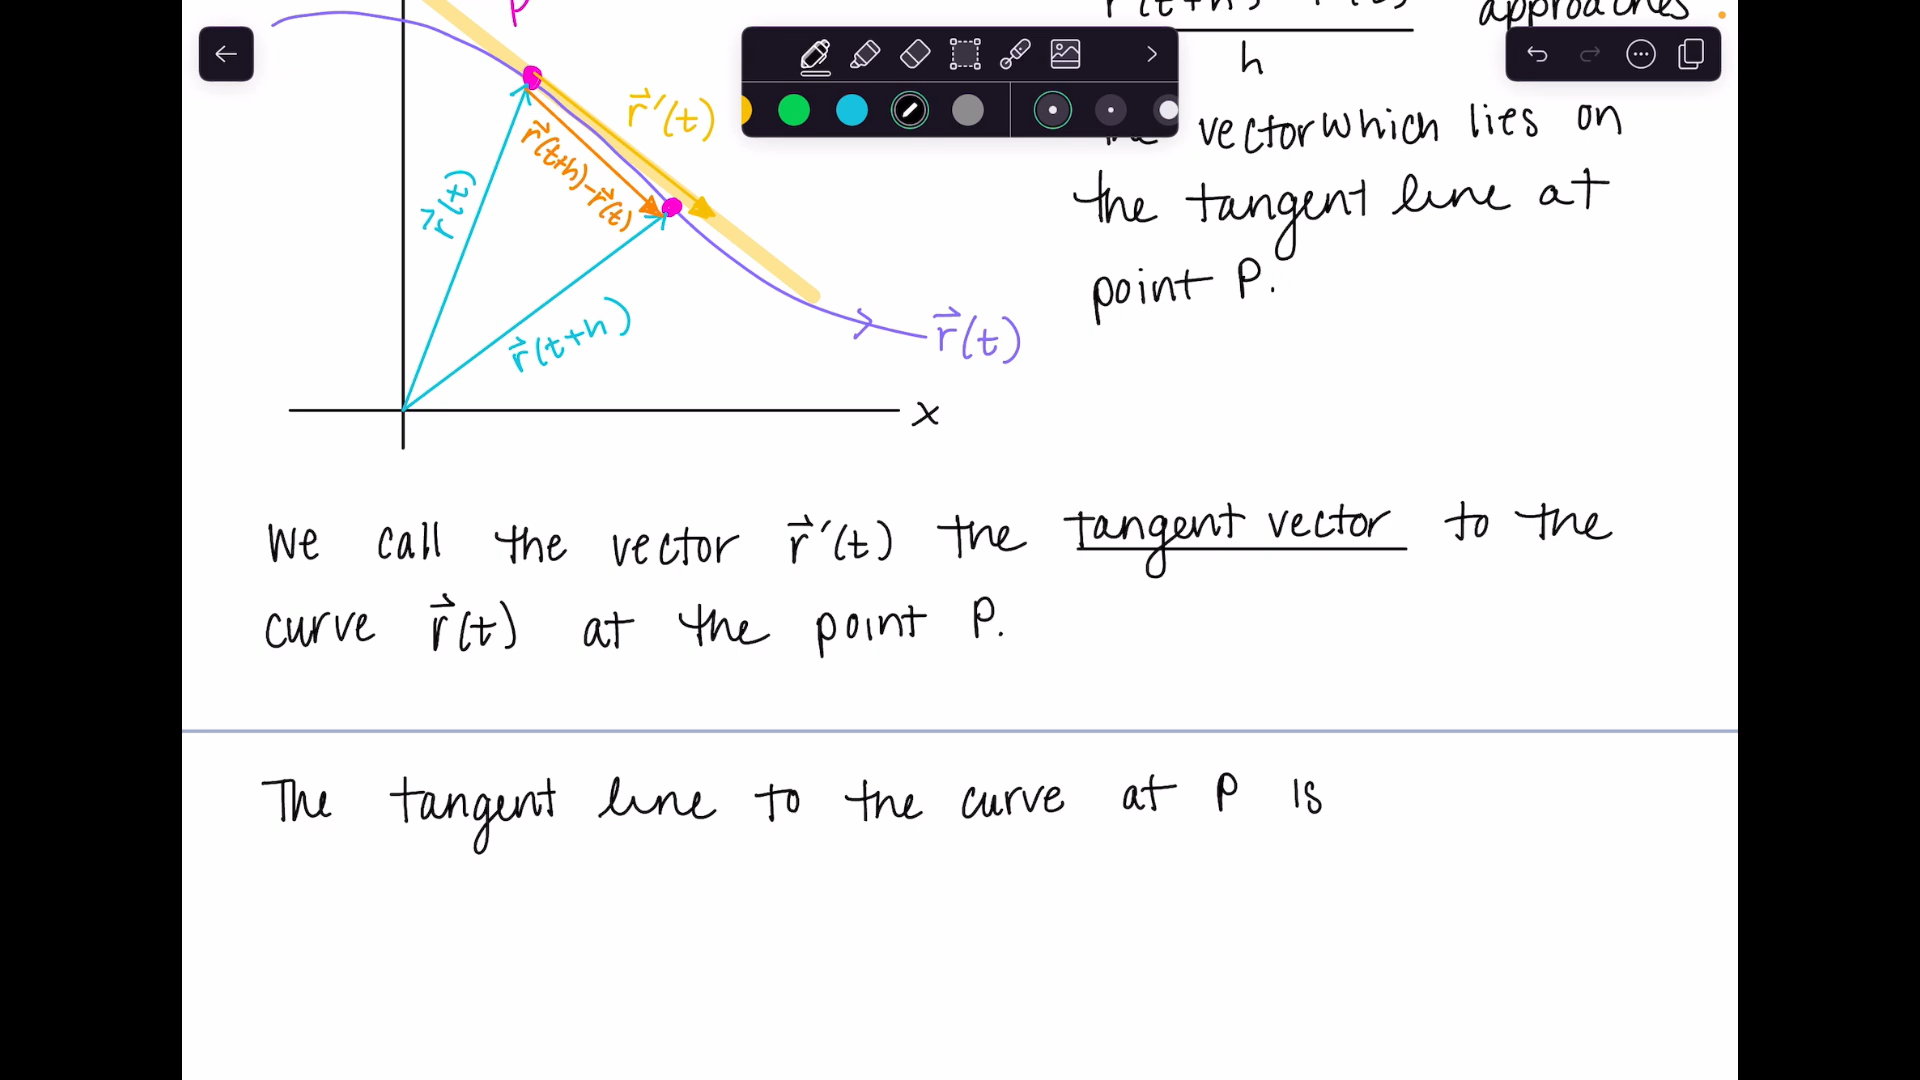 P
approaches
h
r⃗'(t)
vector which lies on
the tangent line at
point P.
r⃗(t+h)-r⃗(t)
r⃗(t)
r⃗(t+h)
r⃗(t)
x
We call the vector r⃗'(t) the tangent vector to the
curve r⃗(t) at the point P.
The tangent line to the curve at P is